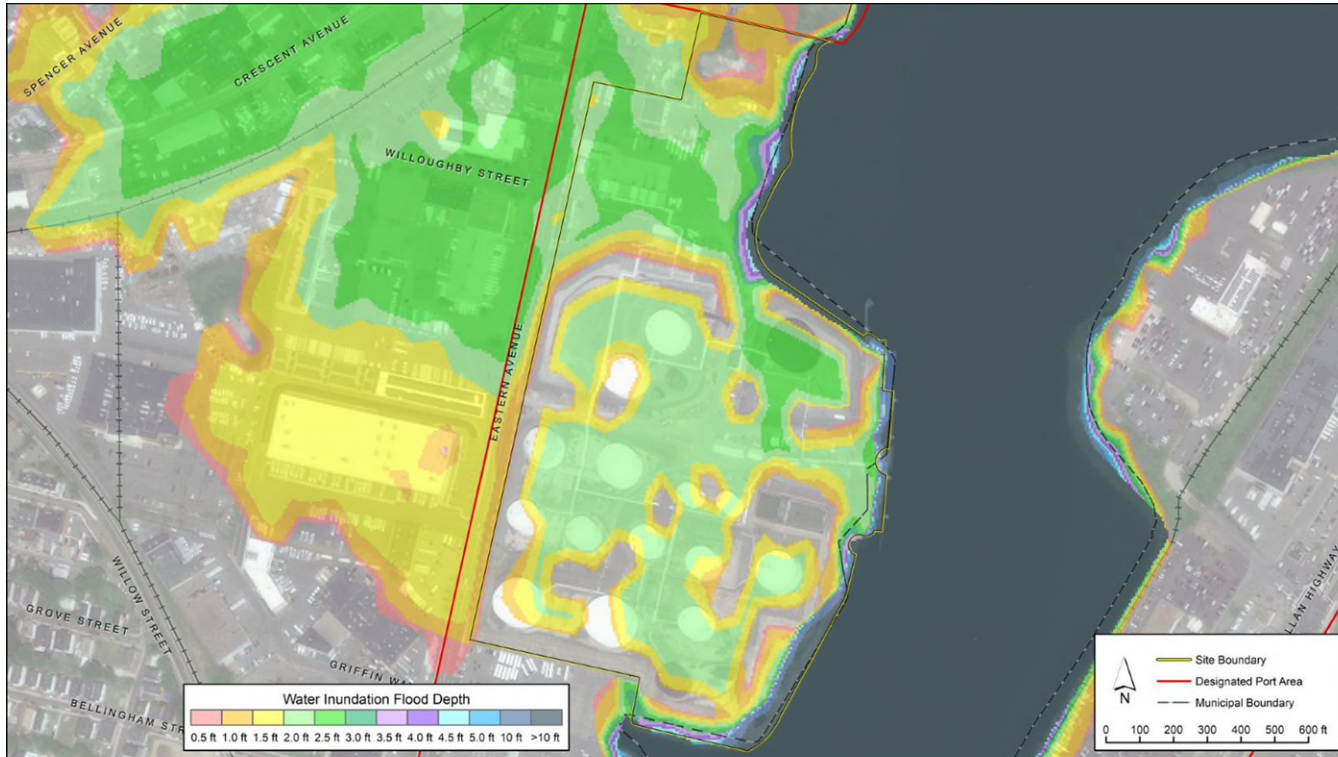 SPENCER AVENUE
CRESCENT AVENUE
WILLOUGHBY STREET
EASTERN AVENUE
WILLOW STREET
GROVE STREET
GRIFFIN WA
BELLINGHAM STR
LLAN HIGHWAY
Water Inundation Flood Depth
0.5 ft 1.0 ft 1.5 ft 2.0 ft 2.5 ft 3.0 ft 3.5 ft 4.0 ft 4.5 ft 5.0 ft 10 ft >10 ft
N
Site Boundary
Designated Port Area
Municipal Boundary
0 100 200 300 400 500 600 ft